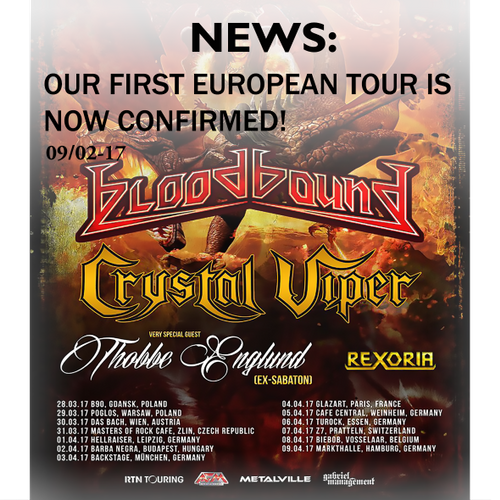 NEWS:
OUR FIRST EUROPEAN TOUR IS
NOW CONFIRMED!
09/02-17
bloodbound
Crystal Viper
VERY SPECIAL GUEST
Thobbe Englund
(EX-SABATON)
REXORIA
28.03.17 B90, GDANSK, POLAND
29.03.17 POGLOS, WARSAW, POLAND
30.03.17 DAS BACH, WIEN, AUSTRIA
31.03.17 MASTERS OF ROCK CAFE, ZLIN, CZECH REPUBLIC
01.04.17 HELLRAISER, LEIPZIG, GERMANY
02.04.17 BARBA NEGRA, BUDAPEST, HUNGARY
03.04.17 BACKSTAGE, MÜNCHEN, GERMANY
04.04.17 GLAZART, PARIS, FRANCE
05.04.17 CAFE CENTRAL, WEINHEIM, GERMANY
06.04.17 TUROCK, ESSEN, GERMANY
07.04.17 Z7, PRATTELN, SWITZERLAND
08.04.17 BIEBOB, VOSSELAAR, BELGIUM
09.04.17 MARKTHALLE, HAMBURG, GERMANY
RTN TOURING
METALVILLE
gabriel
management